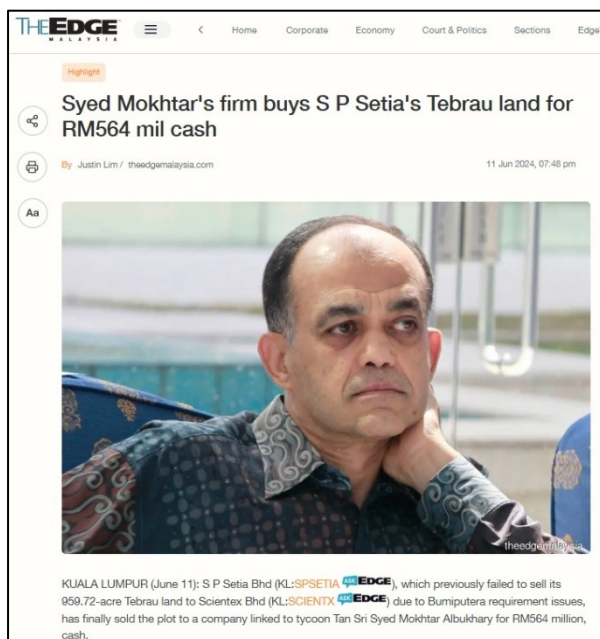 THE EDGE
MALAYSIA
Home Corporate Economy Court & Politics Sections
Highlight
Syed Mokhtar's firm buys S P Setia's Tebrau land for
RM564 mil cash
By Justin Lim / theedgemalaysia.com 11 Jun 2024, 07:48 pm
Aa
theedgemalaysia
KUALA LUMPUR (June 11): S P Setia Bhd (KL:SPSETIA ASK EDGE), which previously failed to sell its
959.72-acre Tebrau land to Scientex Bhd (KL:SCIENTX ASK EDGE) due to Bumiputera requirement issues,
has finally sold the plot to a company linked to tycoon Tan Sri Syed Mokhtar Albukhary for RM564 million,
cash.